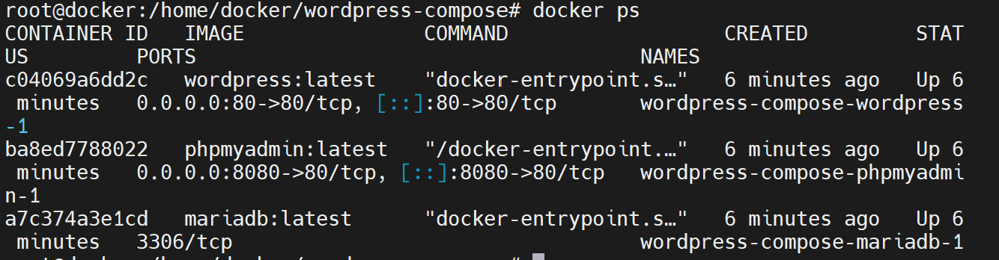 root@docker:/home/docker/wordpress-compose# docker ps
CONTAINER ID   IMAGE               COMMAND                  CREATED         STAT
US         PORTS                                     NAMES
c04069a6dd2c   wordpress:latest    "docker-entrypoint.s…"   6 minutes ago   Up 6
 minutes   0.0.0.0:80->80/tcp, [::]:80->80/tcp       wordpress-compose-wordpress
-1
ba8ed7788022   phpmyadmin:latest   "/docker-entrypoint.…"   6 minutes ago   Up 6
 minutes   0.0.0.0:8080->80/tcp, [::]:8080->80/tcp   wordpress-compose-phpmyadmi
n-1
a7c374a3e1cd   mariadb:latest      "docker-entrypoint.s…"   6 minutes ago   Up 6
 minutes   3306/tcp                                  wordpress-compose-mariadb-1